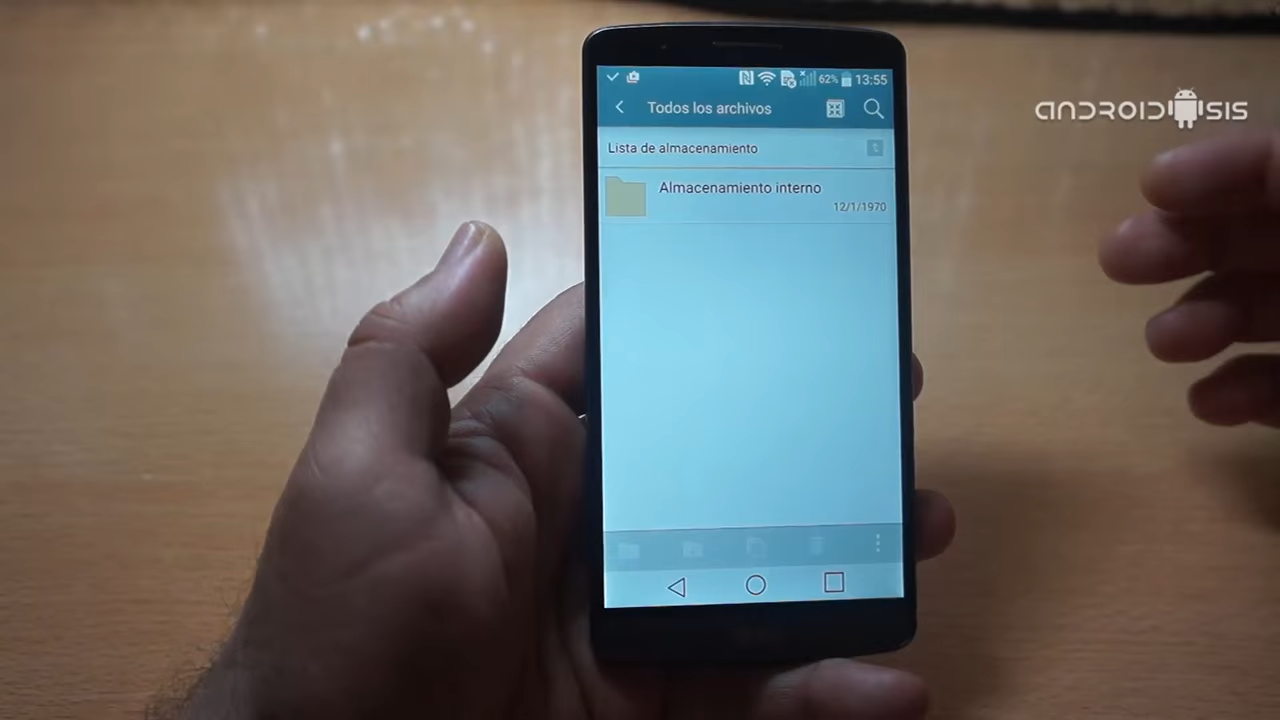 62% 13:55
Todos los archivos
ANDROIDSIS
Lista de almacenamiento
Almacenamiento interno
12/1/1970